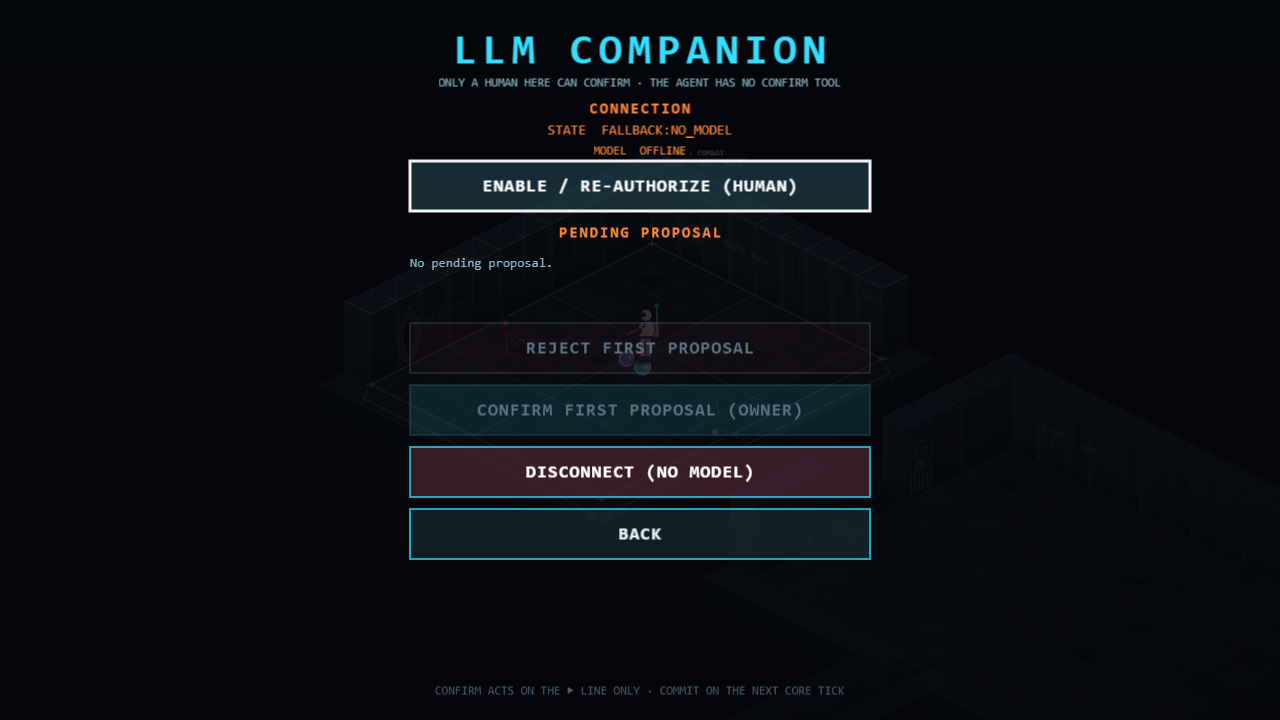 LLM COMPANION
ONLY A HUMAN HERE CAN CONFIRM · THE AGENT HAS NO CONFIRM TOOL
CONNECTION
STATE FALLBACK:NO_MODEL
MODEL OFFLINE
· COMBAT
ENABLE / RE-AUTHORIZE (HUMAN)
PENDING PROPOSAL
No pending proposal.
REJECT FIRST PROPOSAL
CONFIRM FIRST PROPOSAL (OWNER)
DISCONNECT (NO MODEL)
BACK
CONFIRM ACTS ON THE ▶ LINE ONLY · COMMIT ON THE NEXT CORE TICK